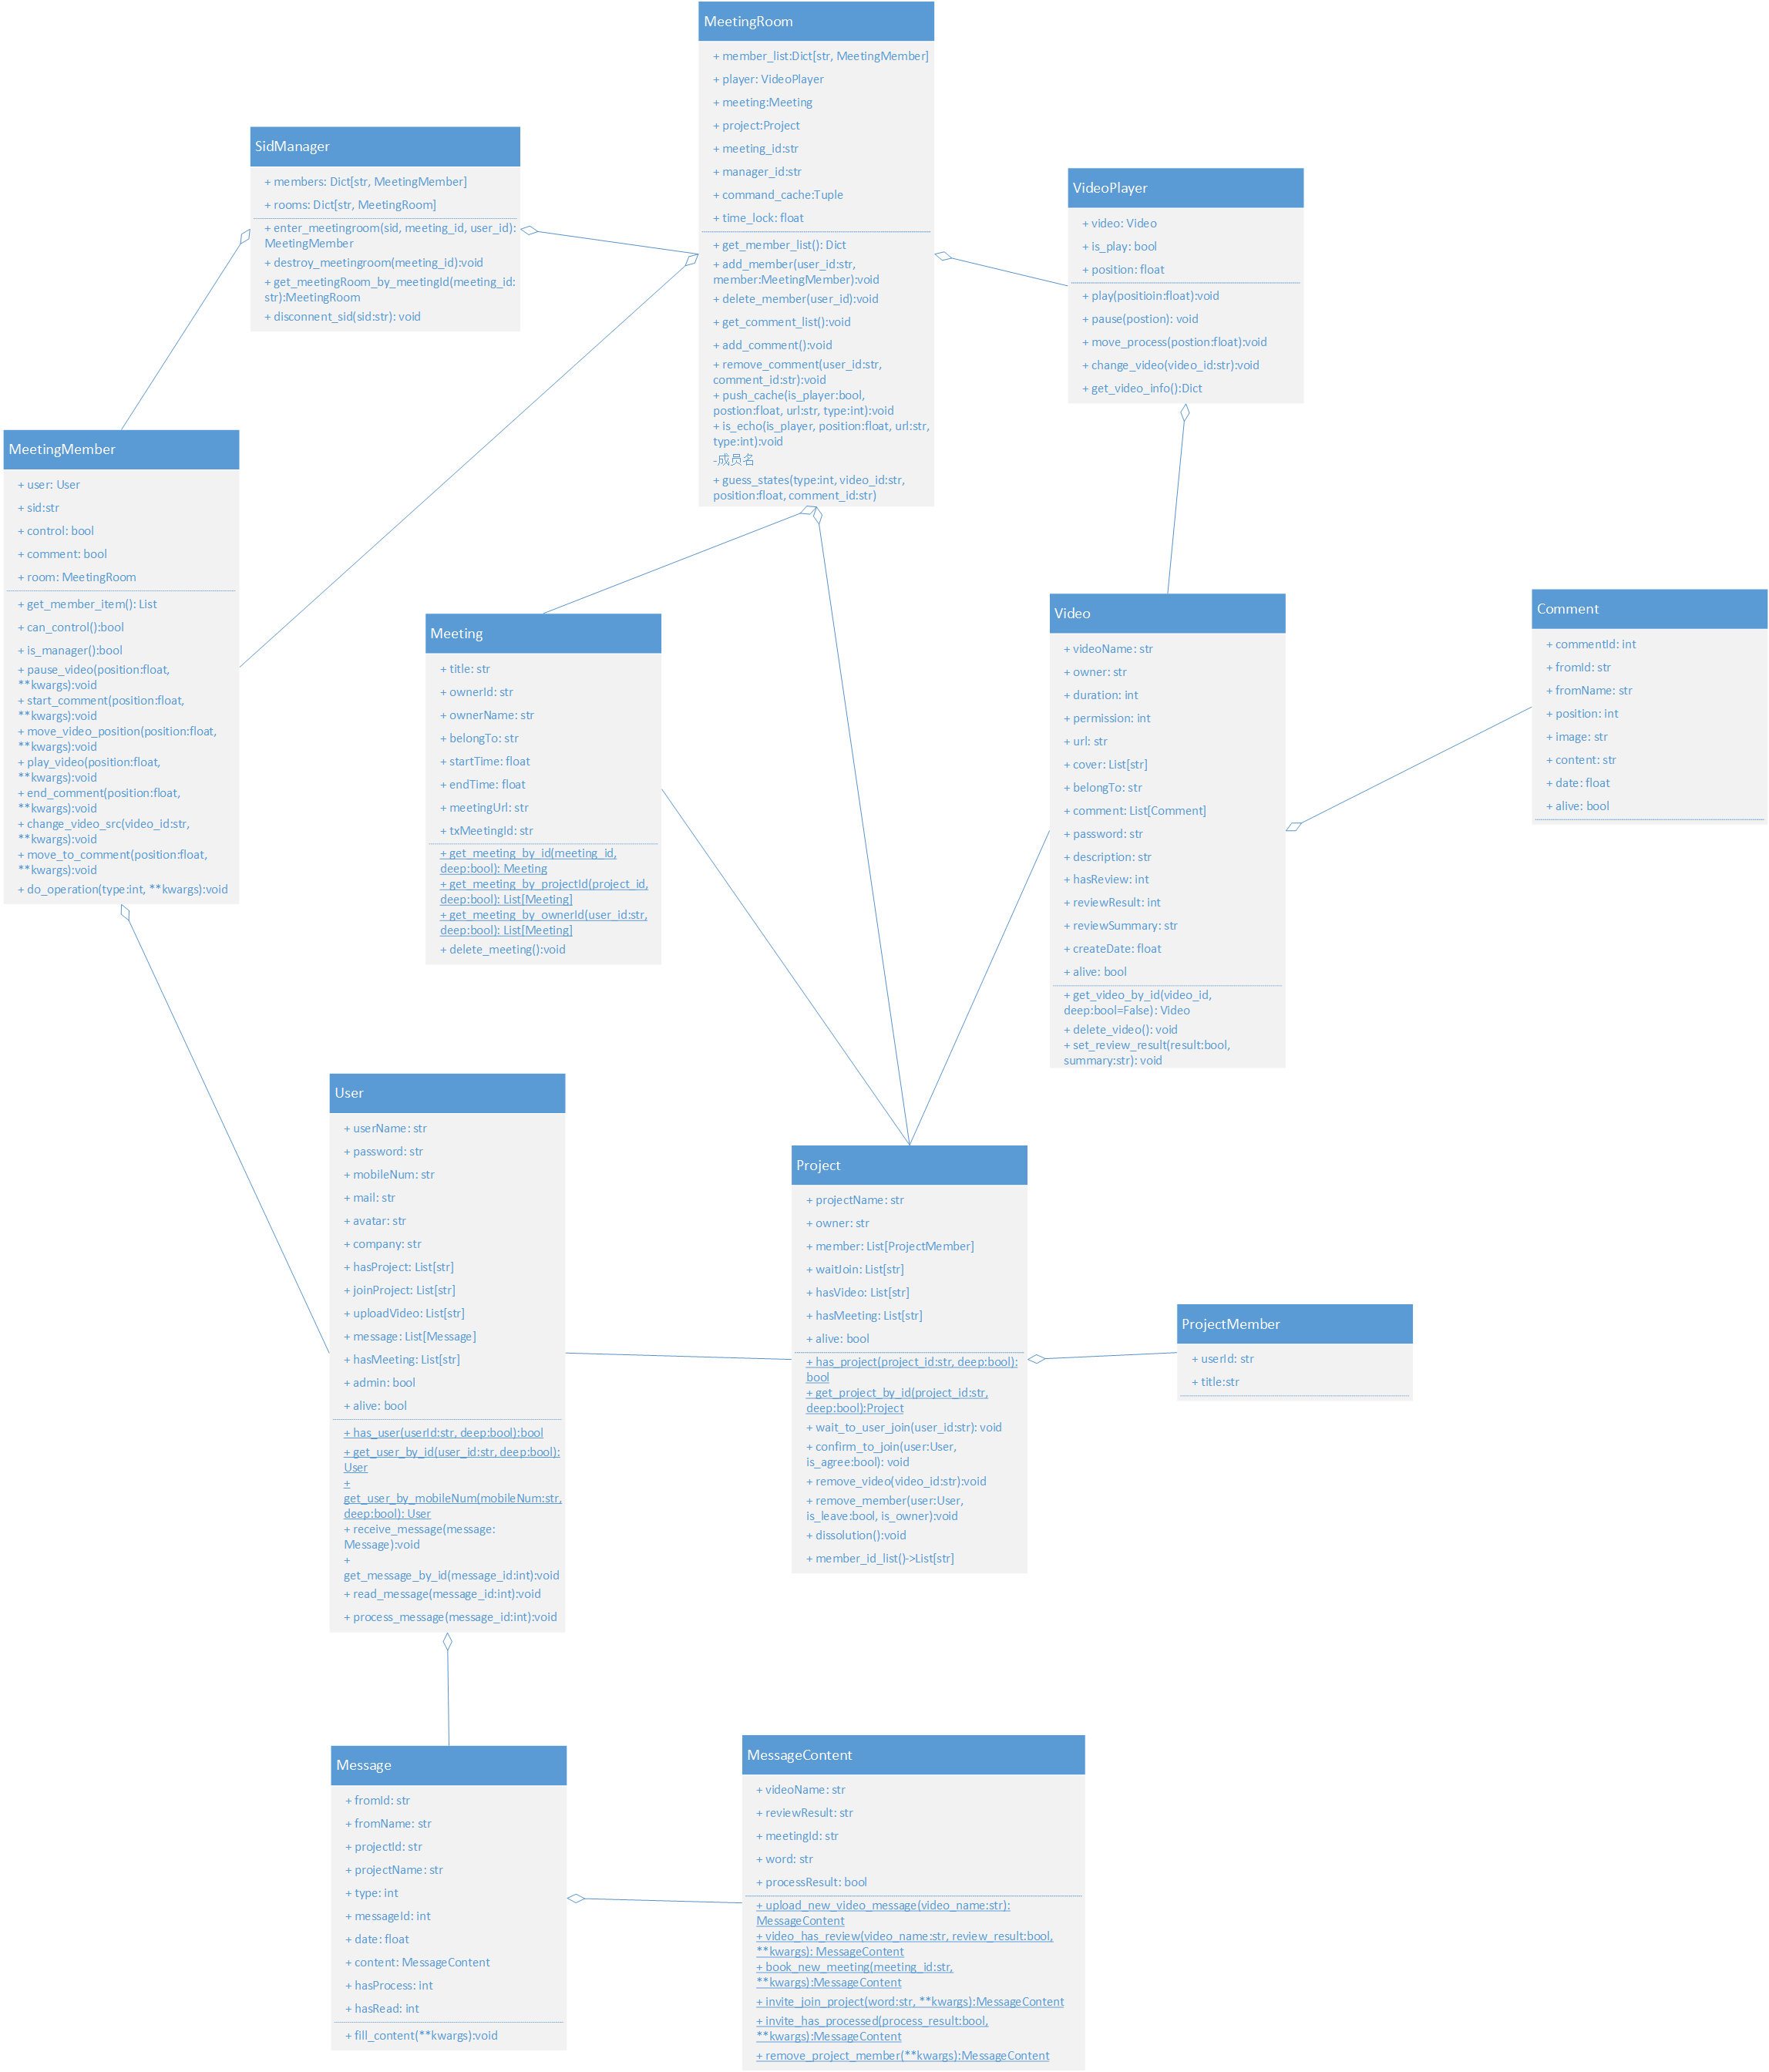 MeetingRoom
+ member_list:Dict[str, MeetingMember]
+ player: VideoPlayer
+ meeting:Meeting
+ project:Project
+ meeting_id:str
+ manager_id:str
+ command_cache:Tuple
+ time_lock: float
+ get_member_list(): Dict
+ add_member(user_id:str,
member:MeetingMember):void
+ delete_member(user_id):void
+ get_comment_list():void
+ add_comment():void
+ remove_comment(user_id:str,
comment_id:str):void
+ push_cache(is_player:bool,
postion:float, url:str, type:int):void
+ is_echo(is_player, position:float, url:str,
type:int):void
-成员名
+ guess_states(type:int, video_id:str,
position:float, comment_id:str)
SidManager
+ members: Dict[str, MeetingMember]
+ rooms: Dict[str, MeetingRoom]
+ enter_meetingroom(sid, meeting_id, user_id):
MeetingMember
+ destroy_meetingroom(meeting_id):void
+ get_meetingRoom_by_meetingId(meeting_id:
str):MeetingRoom
+ disconnent_sid(sid:str): void
VideoPlayer
+ video: Video
+ is_play: bool
+ position: float
+ play(positioin:float):void
+ pause(postion): void
+ move_process(postion:float):void
+ change_video(video_id:str):void
+ get_video_info():Dict
MeetingMember
+ user: User
+ sid:str
+ control: bool
+ comment: bool
+ room: MeetingRoom
+ get_member_item(): List
+ can_control():bool
+ is_manager():bool
+ pause_video(position:float,
**kwargs):void
+ start_comment(position:float,
**kwargs):void
+ move_video_position(position:float,
**kwargs):void
+ play_video(position:float,
**kwargs):void
+ end_comment(position:float,
**kwargs):void
+ change_video_src(video_id:str,
**kwargs):void
+ move_to_comment(position:float,
**kwargs):void
+ do_operation(type:int, **kwargs):void
Meeting
+ title: str
+ ownerId: str
+ ownerName: str
+ belongTo: str
+ startTime: float
+ endTime: float
+ meetingUrl: str
+ txMeetingId: str
+ get_meeting_by_id(meeting_id,
deep:bool): Meeting
+ get_meeting_by_projectId(project_id,
deep:bool): List[Meeting]
+ get_meeting_by_ownerId(user_id:str,
deep:bool): List[Meeting]
+ delete_meeting():void
Video
+ videoName: str
+ owner: str
+ duration: int
+ permission: int
+ url: str
+ cover: List[str]
+ belongTo: str
+ comment: List[Comment]
+ password: str
+ description: str
+ hasReview: int
+ reviewResult: int
+ reviewSummary: str
+ createDate: float
+ alive: bool
+ get_video_by_id(video_id,
deep:bool=False): Video
+ delete_video(): void
+ set_review_result(result:bool,
summary:str): void
Comment
+ commentId: int
+ fromId: str
+ fromName: str
+ position: int
+ image: str
+ content: str
+ date: float
+ alive: bool
User
+ userName: str
+ password: str
+ mobileNum: str
+ mail: str
+ avatar: str
+ company: str
+ hasProject: List[str]
+ joinProject: List[str]
+ uploadVideo: List[str]
+ message: List[Message]
+ hasMeeting: List[str]
+ admin: bool
+ alive: bool
+ has_user(userId:str, deep:bool):bool
+ get_user_by_id(user_id:str, deep:bool):
User
+
get_user_by_mobileNum(mobileNum:str,
deep:bool): User
+ receive_message(message:
Message):void
+
get_message_by_id(message_id:int):void
+ read_message(message_id:int):void
+ process_message(message_id:int):void
Project
+ projectName: str
+ owner: str
+ member: List[ProjectMember]
+ waitJoin: List[str]
+ hasVideo: List[str]
+ hasMeeting: List[str]
+ alive: bool
+ has_project(project_id:str, deep:bool):
bool
+ get_project_by_id(project_id:str,
deep:bool):Project
+ wait_to_user_join(user_id:str): void
+ confirm_to_join(user:User,
is_agree:bool): void
+ remove_video(video_id:str):void
+ remove_member(user:User,
is_leave:bool, is_owner):void
+ dissolution():void
+ member_id_list()->List[str]
ProjectMember
+ userId: str
+ title:str
Message
+ fromId: str
+ fromName: str
+ projectId: str
+ projectName: str
+ type: int
+ messageId: int
+ date: float
+ content: MessageContent
+ hasProcess: int
+ hasRead: int
+ fill_content(**kwargs):void
MessageContent
+ videoName: str
+ reviewResult: str
+ meetingId: str
+ word: str
+ processResult: bool
+ upload_new_video_message(video_name:str):
MessageContent
+ video_has_review(video_name:str, review_result:bool,
**kwargs): MessageContent
+ book_new_meeting(meeting_id:str,
**kwargs):MessageContent
+ invite_join_project(word:str, **kwargs):MessageContent
+ invite_has_processed(process_result:bool,
**kwargs):MessageContent
+ remove_project_member(**kwargs):MessageContent